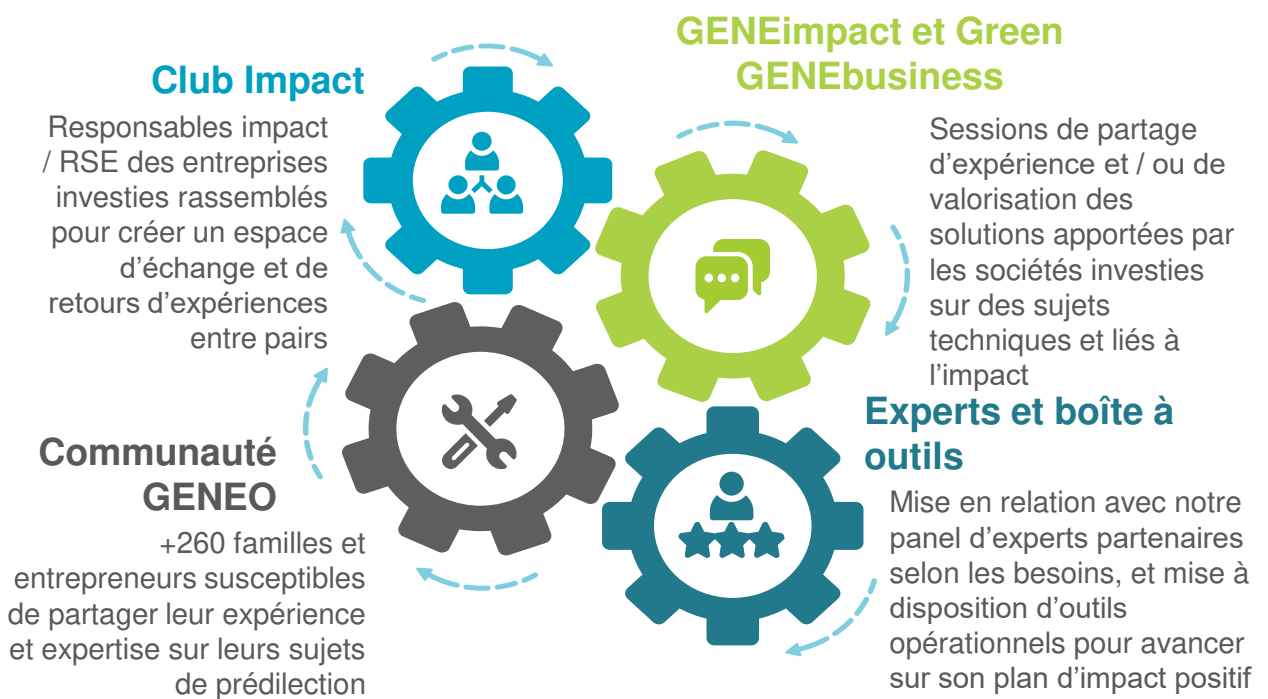 Club Impact
Responsables impact
/ RSE des entreprises
investies rassemblés
pour créer un espace
d’échange et de
retours d’expériences
entre pairs
GENEimpact et Green
GENEbusiness
Sessions de partage
d’expérience et / ou de
valorisation des
solutions apportées par
les sociétés investies
sur des sujets
techniques et liés à
l’impact
Communauté
GENEO
+260 familles et
entrepreneurs susceptibles
de partager leur expérience
et expertise sur leurs sujets
de prédilection
Experts et boîte à
outils
Mise en relation avec notre
panel d’experts partenaires
selon les besoins, et mise à
disposition d’outils
opérationnels pour avancer
sur son plan d’impact positif